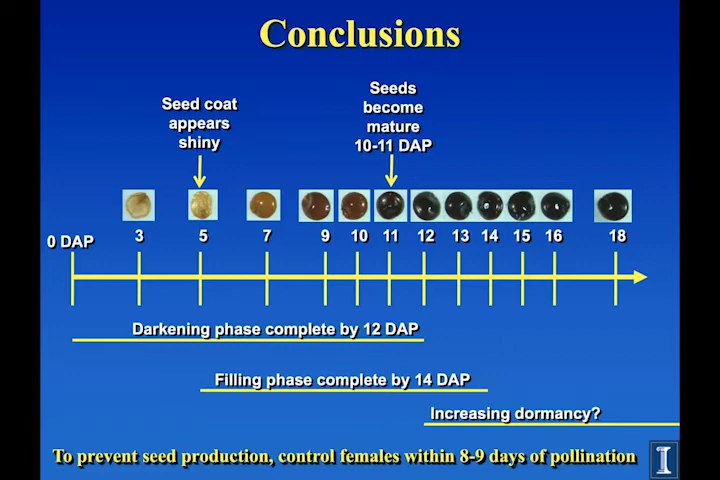 Conclusions
Seed coat
appears
shiny
Seeds
become
mature
10-11 DAP
0 DAP 3 5 7 9 10 11 12 13 14 15 16 18
Darkening phase complete by 12 DAP
Filling phase complete by 14 DAP
Increasing dormancy?
To prevent seed production, control females within 8-9 days of pollination
I